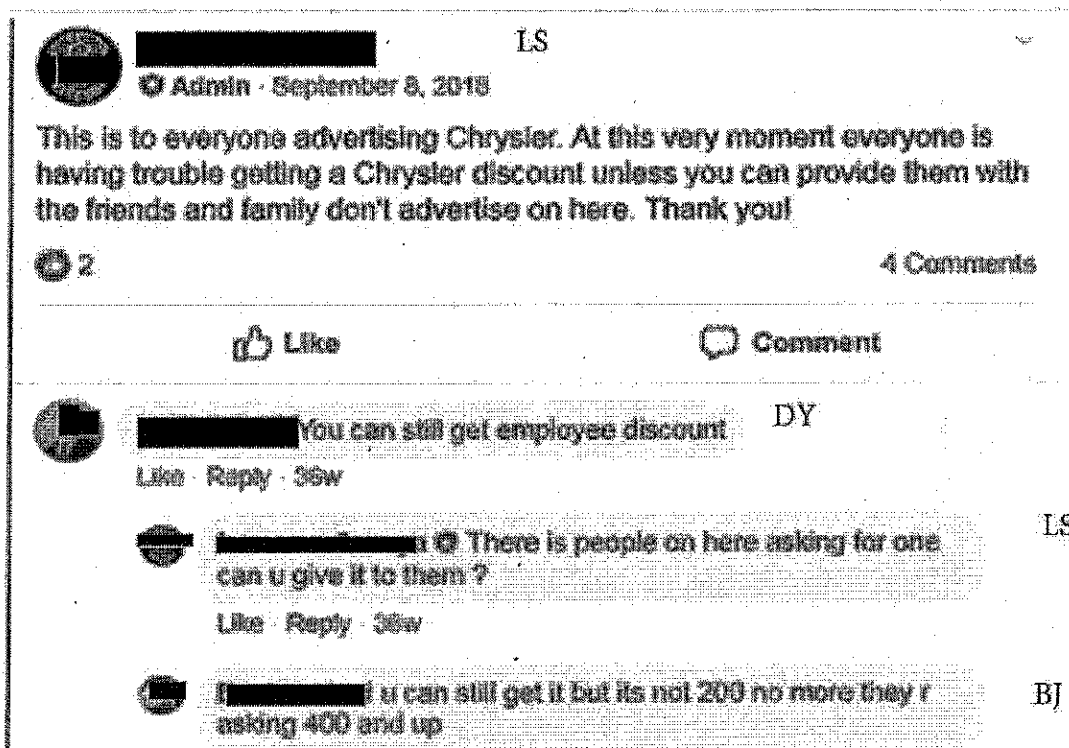 LS
Admin · September 8, 2018
This is to everyone advertising Chrysler. At this very moment everyone is
having trouble getting a Chrysler discount unless you can provide them with
the friends and family don't advertise on here. Thank you!
2 4 Comments
Like Comment
You can still get employee discount DY
Like · Reply · 36w
There is people on here asking for one LS
can u give it to them ?
Like · Reply · 36w
u can still get it but its not 200 no more they r BJ
asking 400 and up